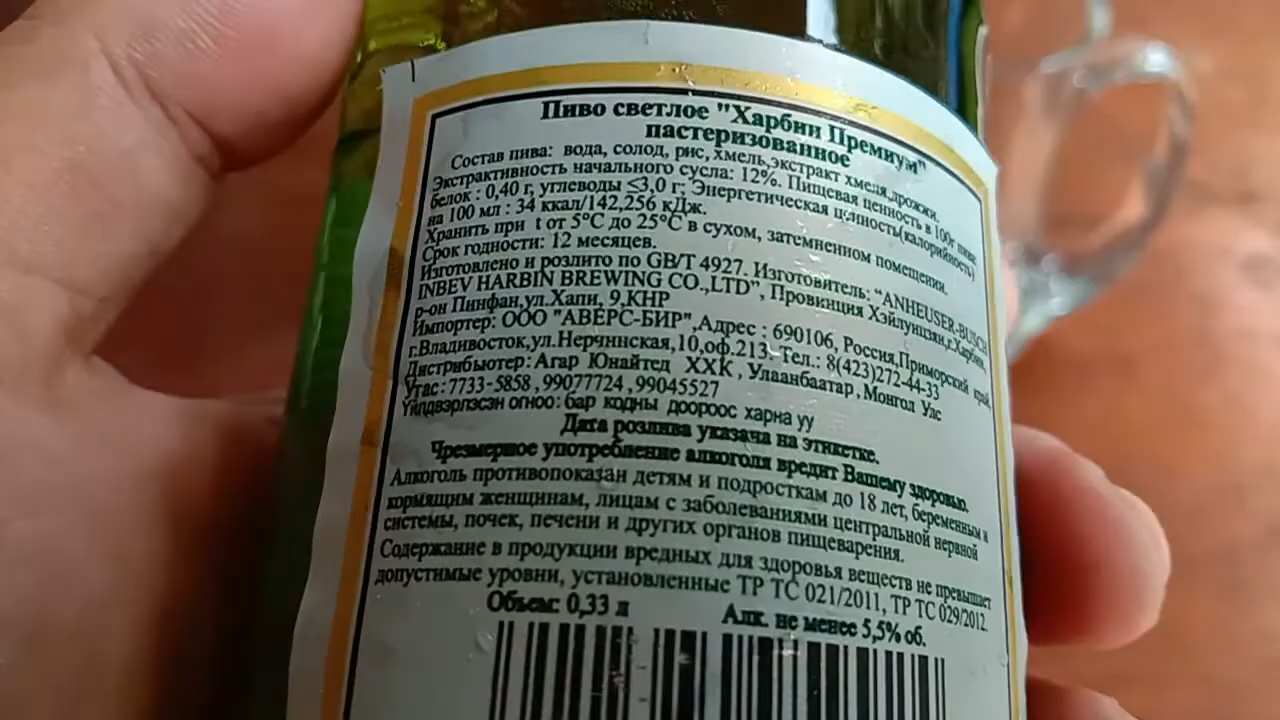 Пиво светлое "Харбин Премиум"
пастеризованное
Состав пива: вода, солод, рис, хмель,экстракт хмеля,дрожжи.
Экстрактивность начального сусла: 12%. Пищевая ценность в 100г пива:
белок : 0,40 г, углеводы ≤3,0 г; Энергетическая ценность(калорийность)
на 100 мл : 34 ккал/142,256 кДж.
Хранить при t от 5°C до 25°C в сухом, затемненном помещении.
Срок годности: 12 месяцев.
Изготовлено и розлито по GB/T 4927. Изготовитель: “ANHEUSER-BUSCH
INBEV HARBIN BREWING CO.,LTD”, Провинция Хэйлунцзян,г.Харбин,
р-он Пинфан,ул.Хапи, 9,КНР
Импортер: ООО "АВЕРС-БИР",Адрес : 690106, Россия,Приморский край,
г.Владивосток,ул.Нерчинская,10,оф.213. Тел.: 8(423)272-44-33
Дистрибьютер: Агар Юнайтед ХХК , Улаанбаатар, Монгол Улс
Утас:7733-5858 ,99077724 ,99045527
Үйлдвэрлэсэн огноо: бар кодны доороос харна уу
Дата розлива указана на этикетке.
Чрезмерное употребление алкоголя вредит Вашему здоровью.
Алкоголь противопоказан детям и подросткам до 18 лет, беременным и
кормящим женщинам, лицам с заболеваниями центральной нервной
системы, почек, печени и других органов пищеварения.
Содержание в продукции вредных для здоровья веществ не превышает
допустимые уровни, установленные ТР ТС 021/2011, ТР ТС 029/2012.
Объем: 0,33 л Алк. не менее 5,5% об.